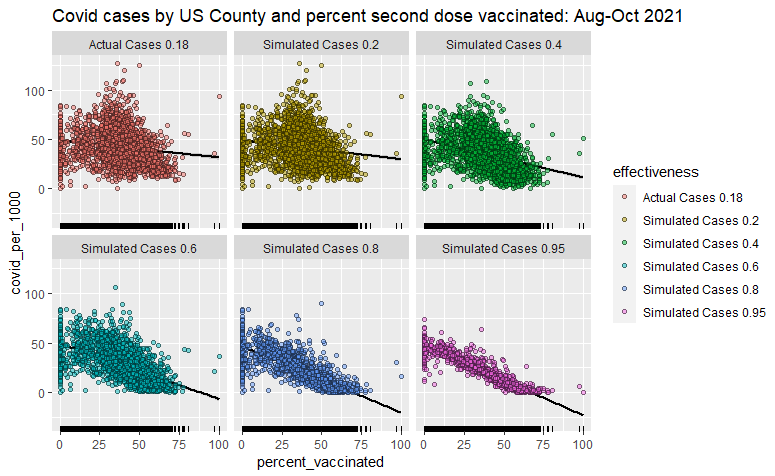 Covid cases by US County and percent second dose vaccinated: Aug-Oct 2021
Actual Cases 0.18
Simulated Cases 0.2
Simulated Cases 0.4
100
50
0
Simulated Cases 0.6
Simulated Cases 0.8
Simulated Cases 0.95
100
50
0
0 25 50 75 100
0 25 50 75 100
0 25 50 75 100
covid_per_1000
percent_vaccinated
effectiveness
Actual Cases 0.18
Simulated Cases 0.2
Simulated Cases 0.4
Simulated Cases 0.6
Simulated Cases 0.8
Simulated Cases 0.95